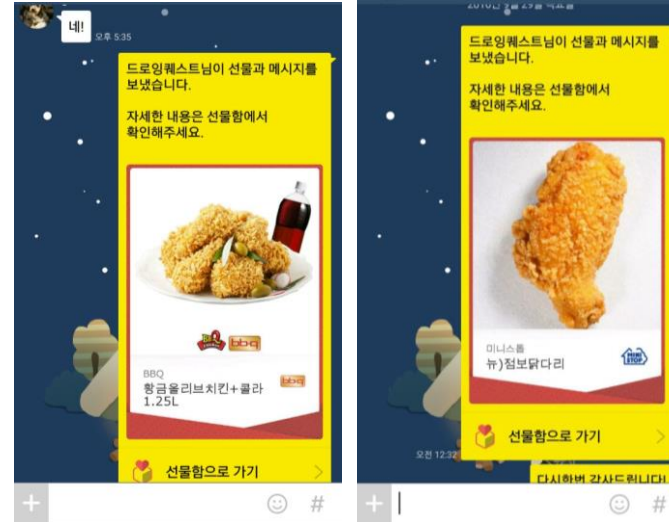 네!
오후 5:35
드로잉퀘스트님이 선물과 메시지를
보냈습니다.
자세한 내용은 선물함에서
확인해주세요.
bbq
BBQ
황금올리브치킨+콜라
1.25L
bbq
선물함으로 가기
+
#
드로잉퀘스트님이 선물과 메시지를
보냈습니다.
자세한 내용은 선물함에서
확인해주세요.
미니스톱
뉴)점보닭다리
MINI
STOP
선물함으로 가기
오전 12:32
다시한번 감사드립니다!
+
#